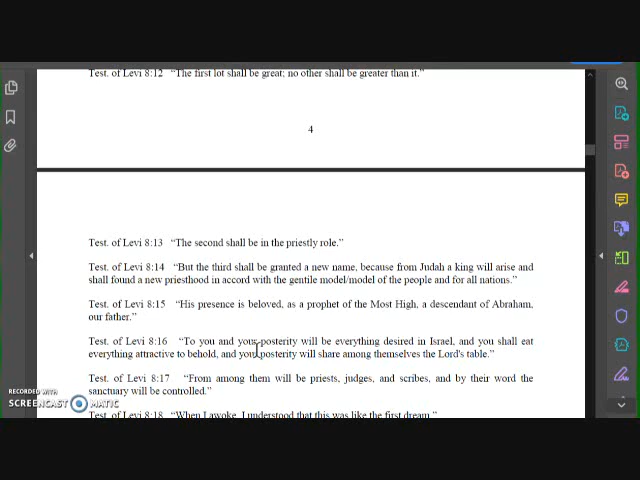 Test. of Levi 8:12 “The first lot shall be great; no other shall be greater than it.”
4
Test. of Levi 8:13 “The second shall be in the priestly role.”
Test. of Levi 8:14 “But the third shall be granted a new name, because from Judah a king will arise and
shall found a new priesthood in accord with the gentile model/model of the people and for all nations.”
Test. of Levi 8:15 “His presence is beloved, as a prophet of the Most High, a descendant of Abraham,
our father.”
Test. of Levi 8:16 “To you and your posterity will be everything desired in Israel, and you shall eat
everything attractive to behold, and your posterity will share among themselves the Lord's table.”
Test. of Levi 8:17 “From among them will be priests, judges, and scribes, and by their word the
sanctuary will be controlled.”
Test. of Levi 8:18 “When I awoke, I understood that this was like the first dream.”
RECORDED WITH
SCREENCAST MATIC